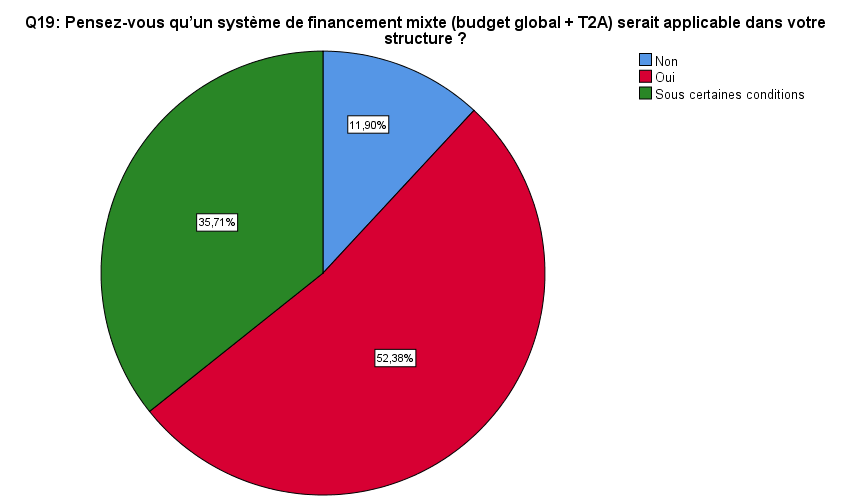 Q19: Pensez-vous qu’un système de financement mixte (budget global + T2A) serait applicable dans votre
structure ?
Non
Oui
Sous certaines conditions
11,90%
35,71%
52,38%